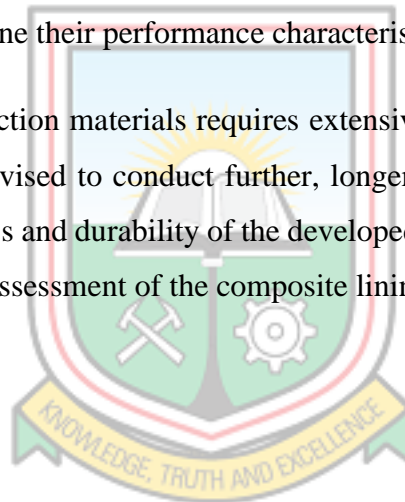 ne their performance characteris
ction materials requires extensiv
vised to conduct further, longer
s and durability of the developed
ssessment of the composite linin
KNOWLEDGE, TRUTH AND EXCELLENCE